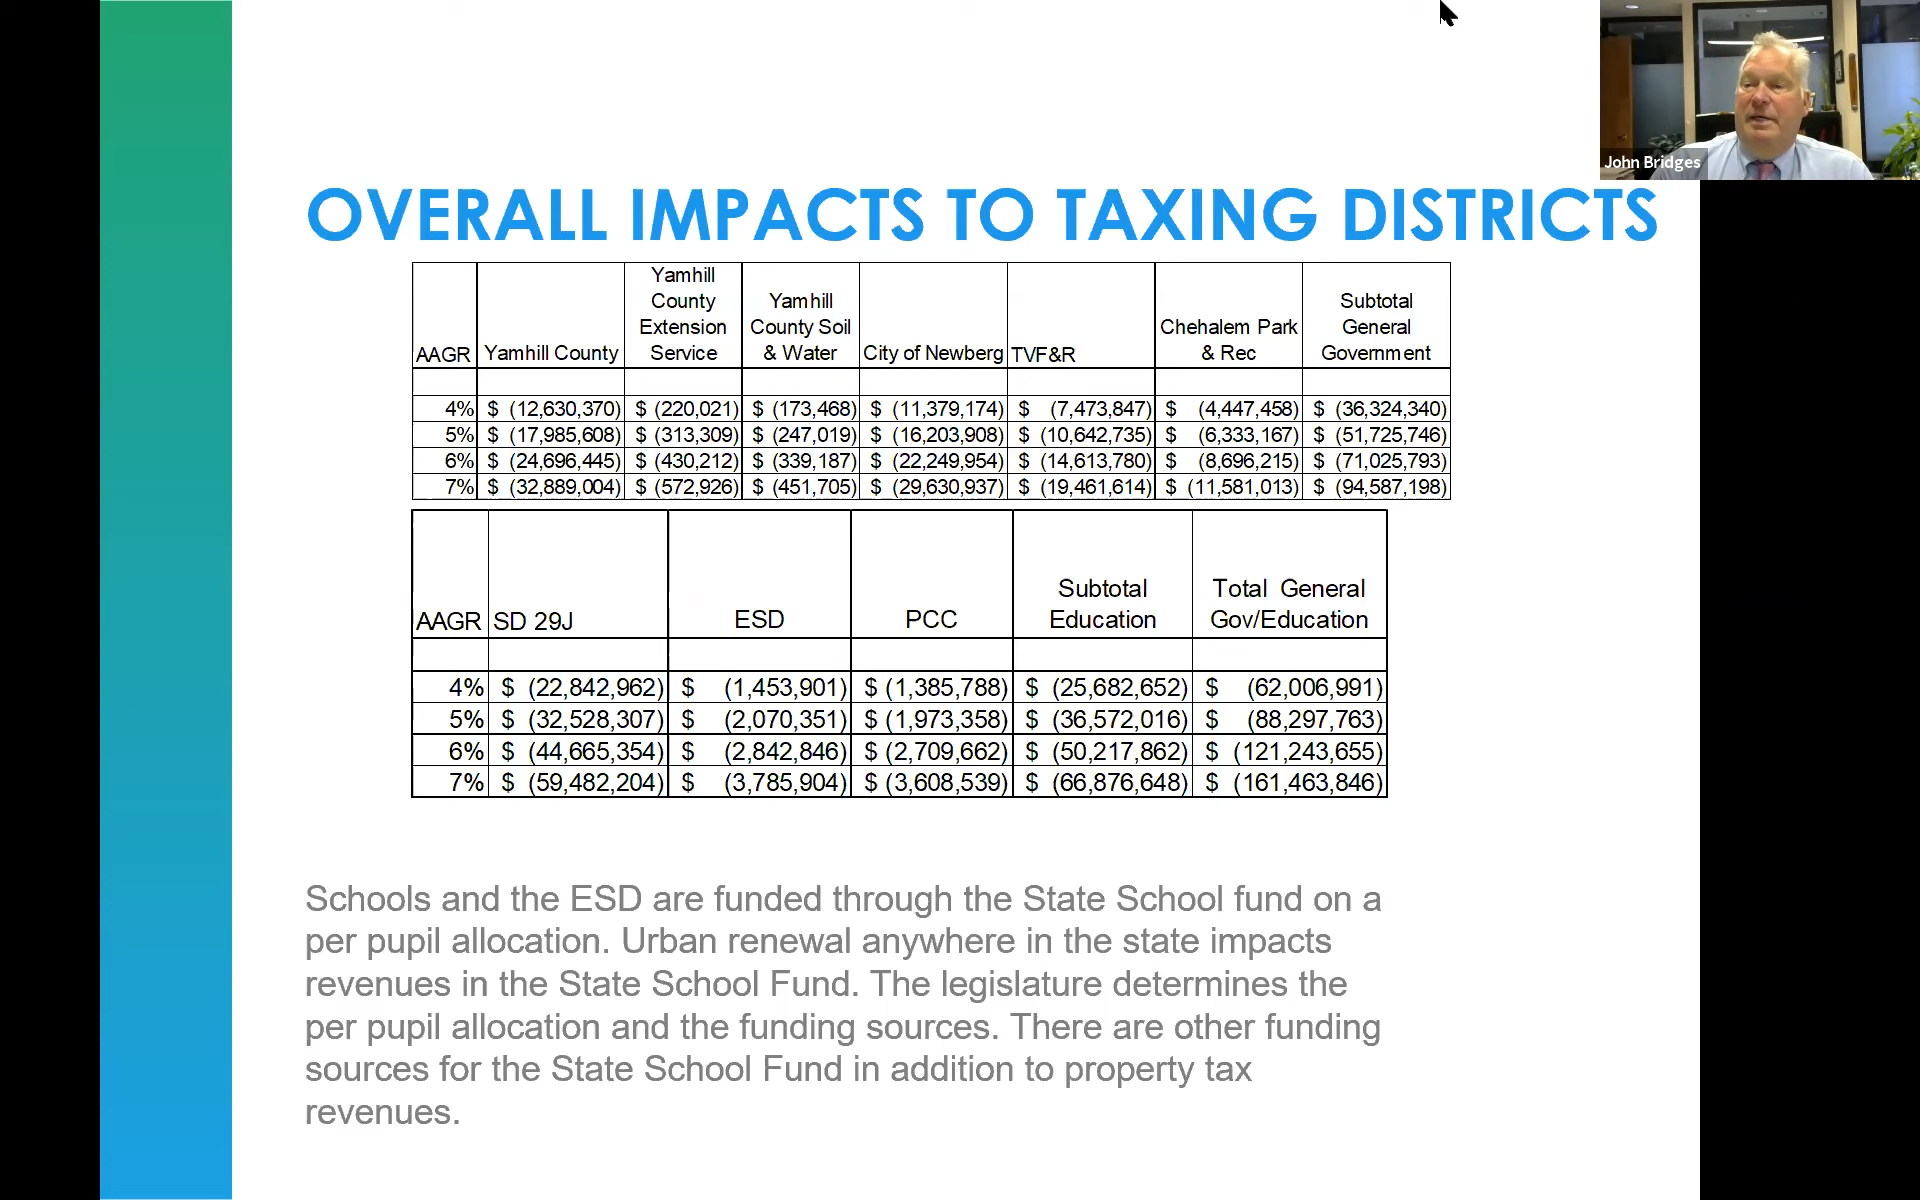 John Bridges
OVERALL IMPACTS TO TAXING DISTRICTS
AAGR Yamhill County Yamhill County Extension Service Yamhill County Soil & Water City of Newberg TVF&R Chehalem Park & Rec Subtotal General Government
4% $ (12,630,370) $ (220,021) $ (173,468) $ (11,379,174) $ (7,473,847) $ (4,447,458) $ (36,324,340)
5% $ (17,985,608) $ (313,309) $ (247,019) $ (16,203,908) $ (10,642,735) $ (6,333,167) $ (51,725,746)
6% $ (24,696,445) $ (430,212) $ (339,187) $ (22,249,954) $ (14,613,780) $ (8,696,215) $ (71,025,793)
7% $ (32,889,004) $ (572,926) $ (451,705) $ (29,630,937) $ (19,461,614) $ (11,581,013) $ (94,587,198)
AAGR SD 29J ESD PCC Subtotal Education Total General Gov/Education
4% $ (22,842,962) $ (1,453,901) $ (1,385,788) $ (25,682,652) $ (62,006,991)
5% $ (32,528,307) $ (2,070,351) $ (1,973,358) $ (36,572,016) $ (88,297,763)
6% $ (44,665,354) $ (2,842,846) $ (2,709,662) $ (50,217,862) $ (121,243,655)
7% $ (59,482,204) $ (3,785,904) $ (3,608,539) $ (66,876,648) $ (161,463,846)
Schools and the ESD are funded through the State School fund on a
per pupil allocation. Urban renewal anywhere in the state impacts
revenues in the State School Fund. The legislature determines the
per pupil allocation and the funding sources. There are other funding
sources for the State School Fund in addition to property tax
revenues.